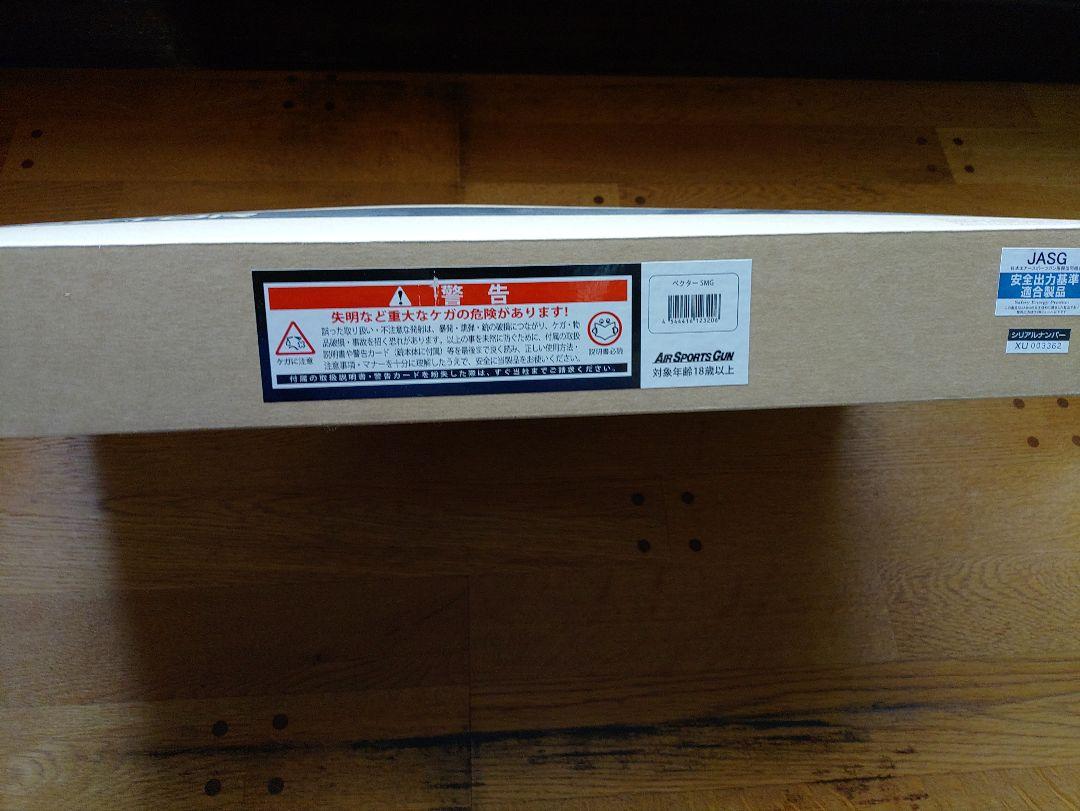 警告
失明など重大なケガの危険があります!
誤った取り扱い・不注意な発射は、暴発・跳弾・銃の破損につながり、ケガ・物
品破損・事故を招く恐れがあります。以上の事を未然に防ぐために、付属の取扱
説明書や警告カード(銃本体に付属)等を最後まで良く読み、正しい使用方法・
注意事項・マナーを十分に理解したうえで、安全に当製品をお使いください。
ケガに注意
説明書必読
付属の取扱説明書・警告カードを紛失した際は、すぐ当社までご請求ください。
ベクター SMG
AIR SPORTS GUN
対象年齢18歳以上
JASG
安全出力基準
適合製品
シリアルナンバー
XU 003362